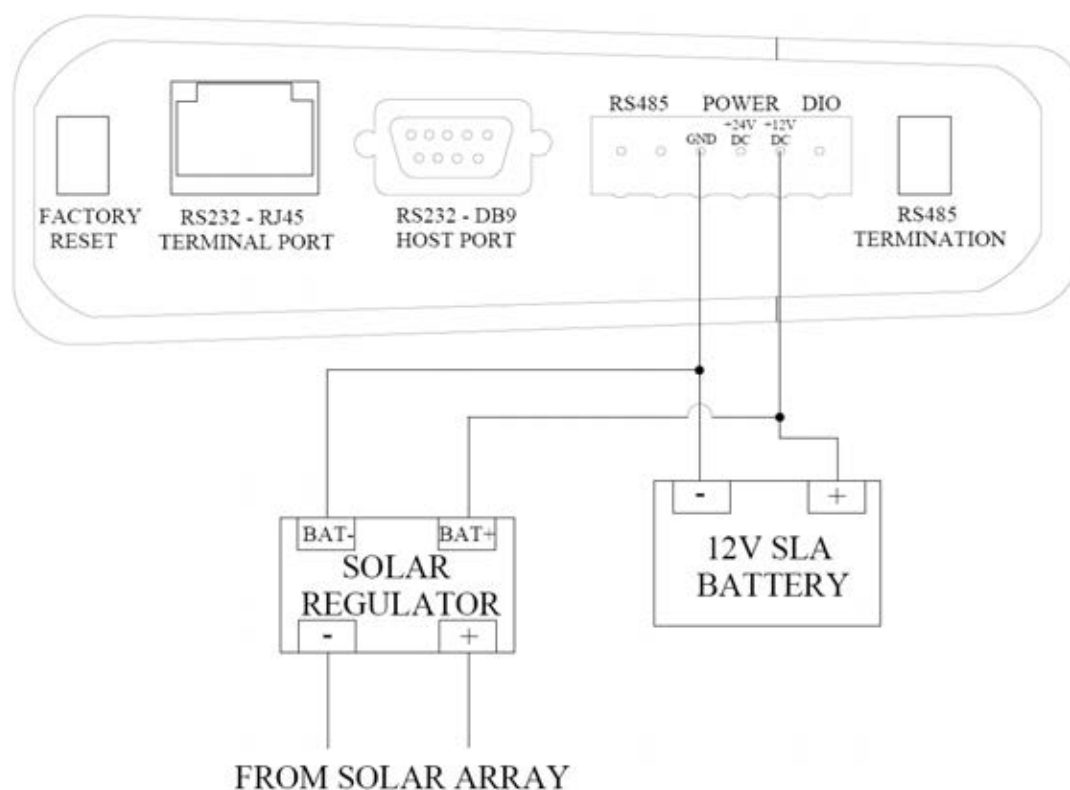 RS485 POWER DIO
+24V +12V
GND DC DC
FACTORY
RESET
RS232 - RJ45
TERMINAL PORT
RS232 - DB9
HOST PORT
RS485
TERMINATION
BAT- BAT+
SOLAR
REGULATOR
- +
- +
12V SLA
BATTERY
FROM SOLAR ARRAY